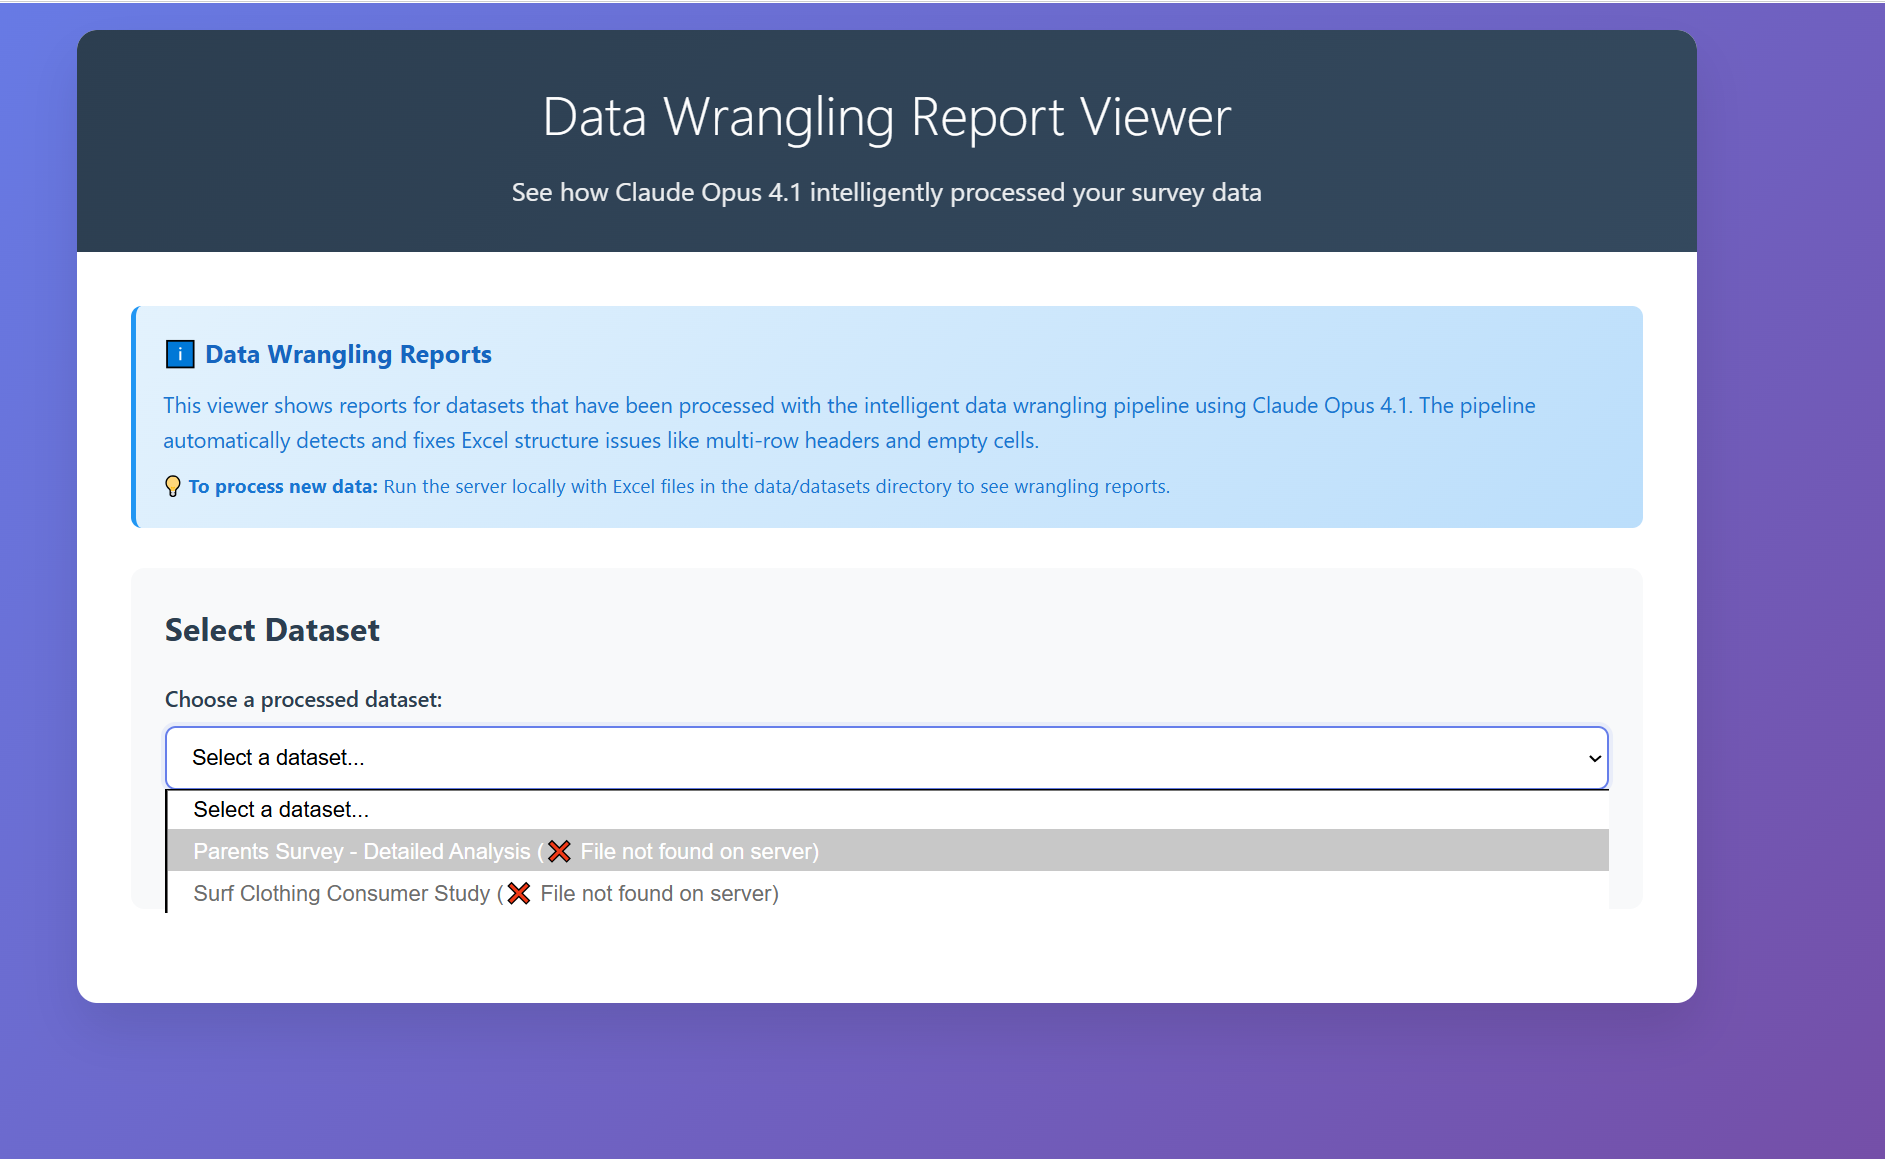 Data Wrangling Report Viewer
See how Claude Opus 4.1 intelligently processed your survey data
ℹ️ Data Wrangling Reports
This viewer shows reports for datasets that have been processed with the intelligent data wrangling pipeline using Claude Opus 4.1. The pipeline
automatically detects and fixes Excel structure issues like multi-row headers and empty cells.
💡 To process new data: Run the server locally with Excel files in the data/datasets directory to see wrangling reports.
Select Dataset
Choose a processed dataset:
Select a dataset...
Select a dataset...
Parents Survey - Detailed Analysis (❌ File not found on server)
Surf Clothing Consumer Study (❌ File not found on server)